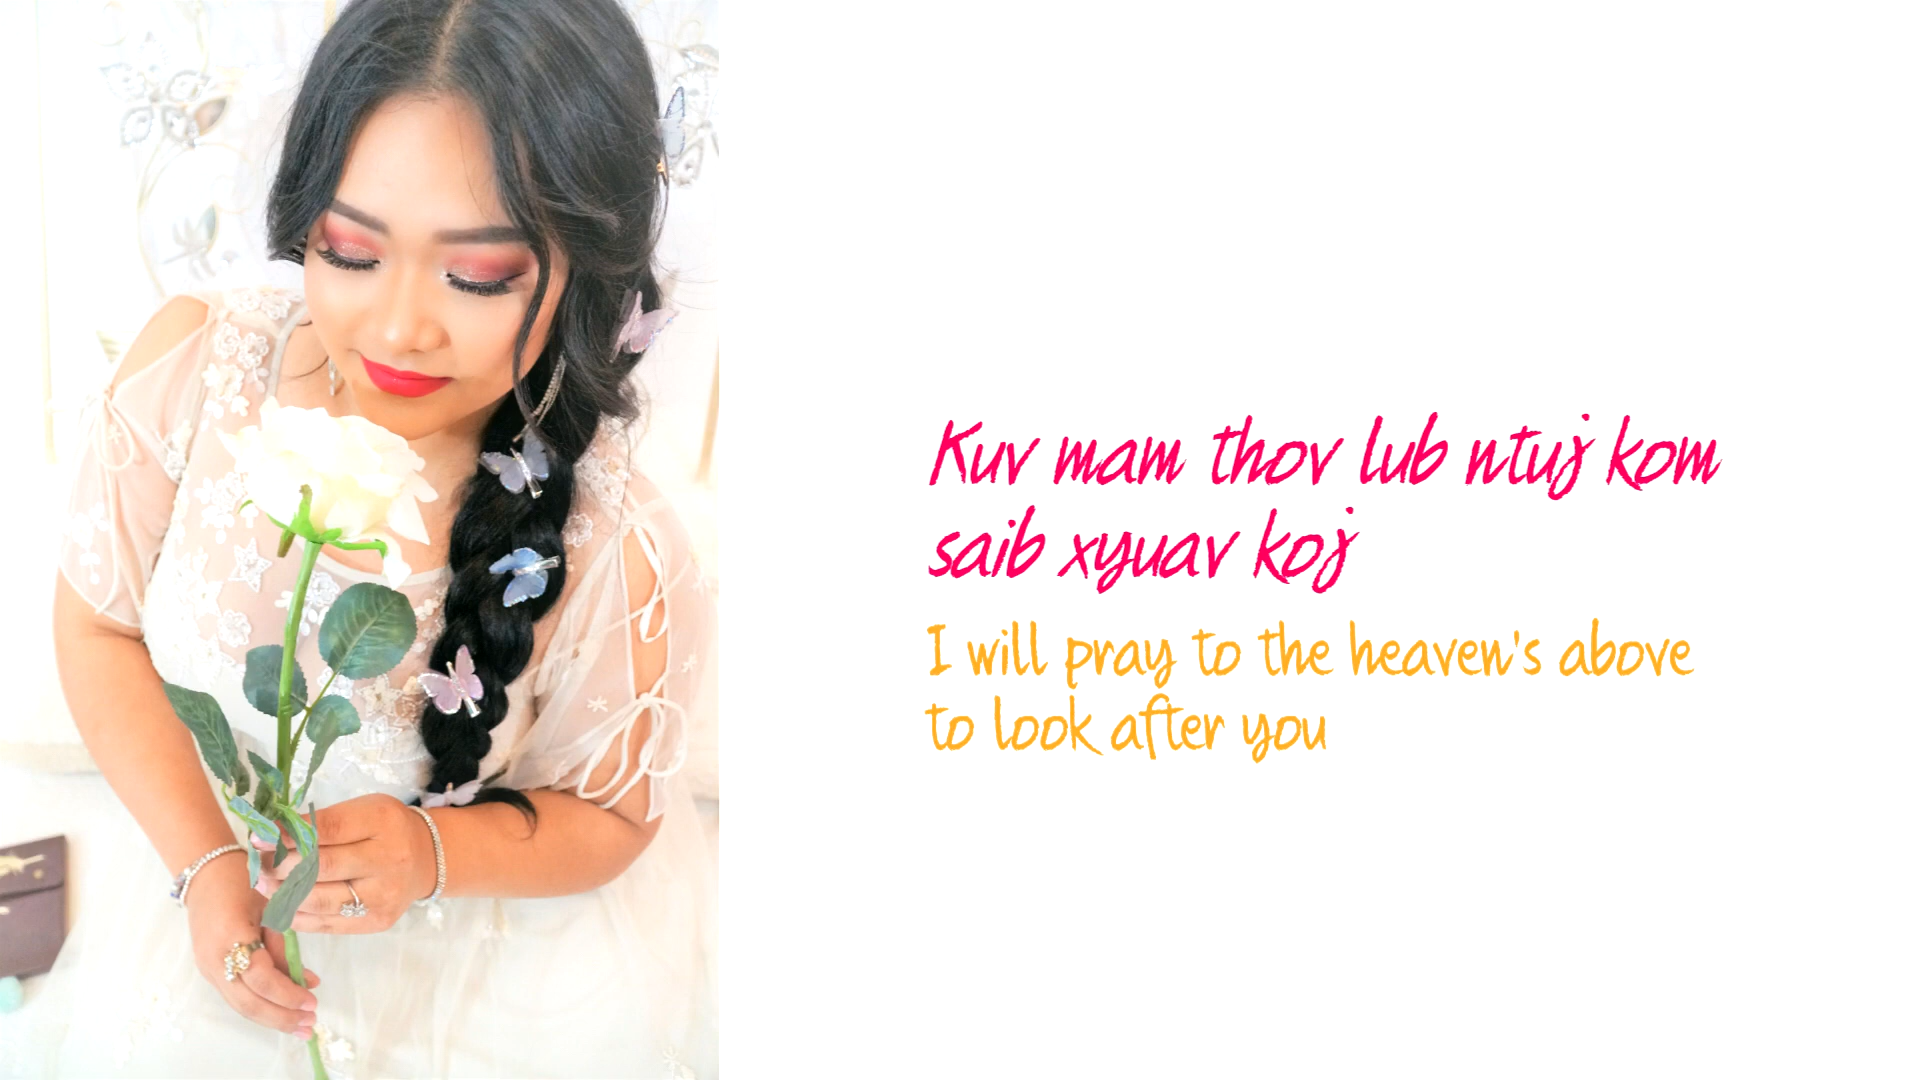 Kuv mam thov lub ntuj kom
saib xyuav koj
I will pray to the heaven's above
to look after you